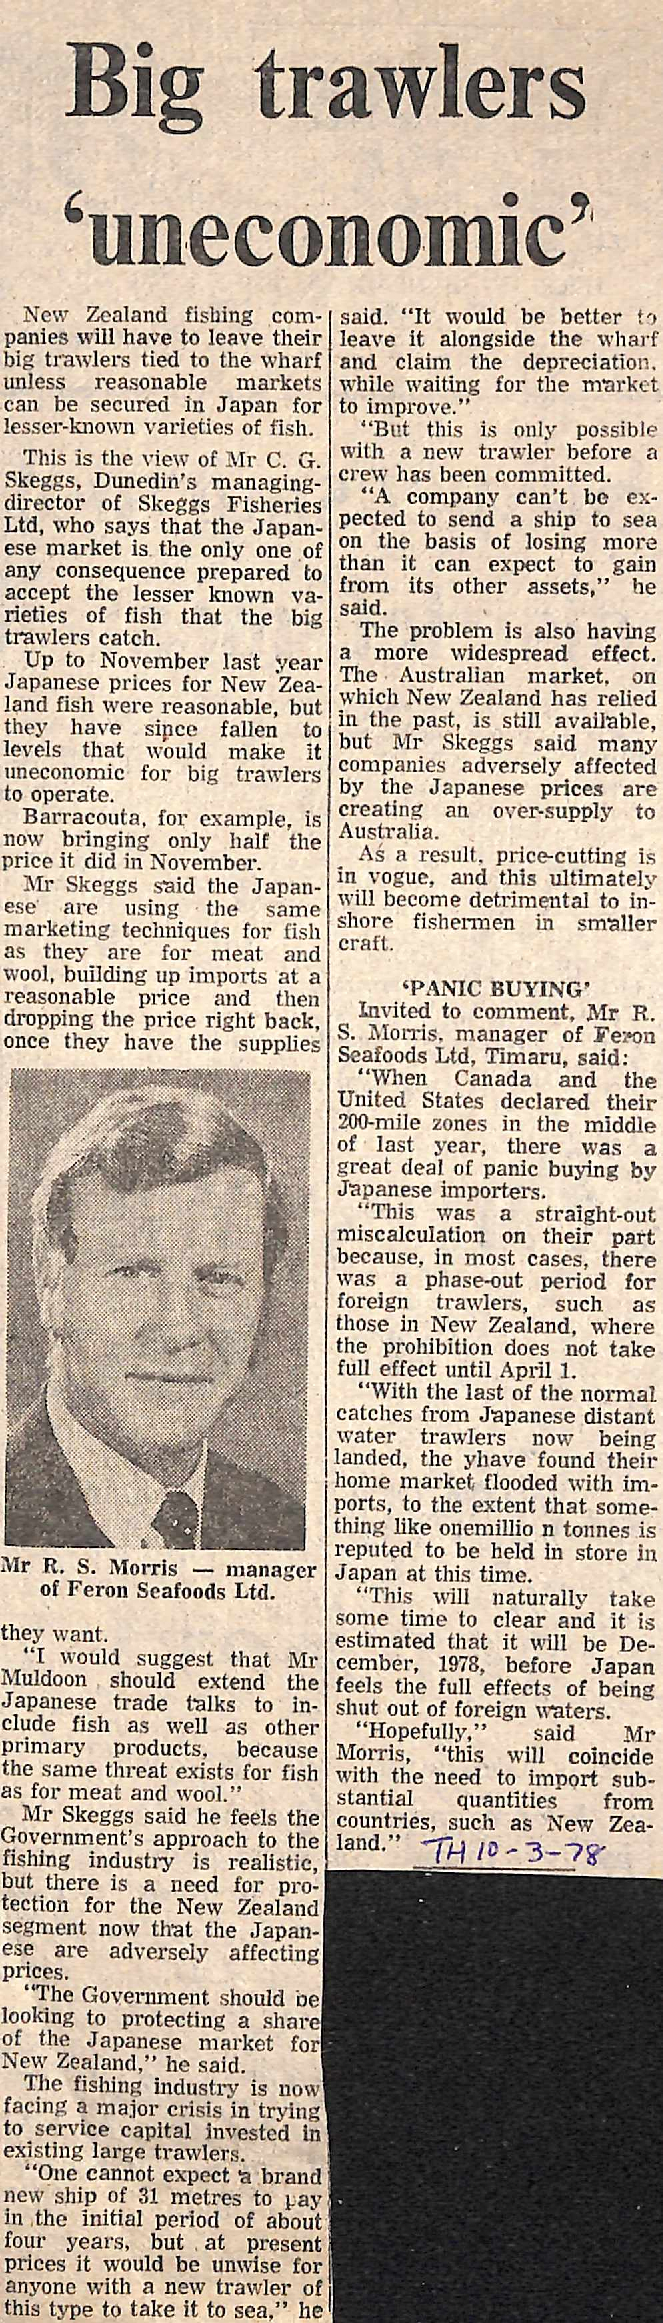 Big trawlers
‘uneconomic’
New Zealand fishing com-
panies will have to leave their
big trawlers tied to the wharf
unless reasonable markets
can be secured in Japan for
lesser-known varieties of fish.
This is the view of Mr C. G.
Skeggs, Dunedin's managing-
director of Skeggs Fisheries
Ltd, who says that the Japan-
ese market is the only one of
any consequence prepared to
accept the lesser known va-
rieties of fish that the big
trawlers catch.
Up to November last year
Japanese prices for New Zea-
land fish were reasonable, but
they have since fallen to
levels that would make it
uneconomic for big trawlers
to operate.
Barracouta, for example, is
now bringing only half the
price it did in November.
Mr Skeggs said the Japan-
ese are using the same
marketing techniques for fish
as they are for meat and
wool, building up imports at a
reasonable price and then
dropping the price right back,
once they have the supplies
Mr R. S. Morris — manager
of Feron Seafoods Ltd.
they want.
“I would suggest that Mr
Muldoon should extend the
Japanese trade talks to in-
clude fish as well as other
primary products, because
the same threat exists for fish
as for meat and wool.”
Mr Skeggs said he feels the
Government's approach to the
fishing industry is realistic,
but there is a need for pro-
tection for the New Zealand
segment now that the Japan-
ese are adversely affecting
prices.
“The Government should be
looking to protecting a share
of the Japanese market for
New Zealand,” he said.
The fishing industry is now
facing a major crisis in trying
to service capital invested in
existing large trawlers.
“One cannot expect a brand
new ship of 31 metres to pay
in the initial period of about
four years, but at present
prices it would be unwise for
anyone with a new trawler of
this type to take it to sea,” he
said. “It would be better to
leave it alongside the wharf
and claim the depreciation,
while waiting for the market
to improve.”
“But this is only possible
with a new trawler before a
crew has been committed.
“A company can't be ex-
pected to send a ship to sea
on the basis of losing more
than it can expect to gain
from its other assets,” he
said.
The problem is also having
a more widespread effect.
The Australian market, on
which New Zealand has relied
in the past, is still available,
but Mr Skeggs said many
companies adversely affected
by the Japanese prices are
creating an over-supply to
Australia.
As a result, price-cutting is
in vogue, and this ultimately
will become detrimental to in-
shore fishermen in smaller
craft.
‘PANIC BUYING’
Invited to comment, Mr R.
S. Morris, manager of Feron
Seafoods Ltd, Timaru, said:
“When Canada and the
United States declared their
200-mile zones in the middle
of last year, there was a
great deal of panic buying by
Japanese importers.
“This was a straight-out
miscalculation on their part
because, in most cases, there
was a phase-out period for
foreign trawlers, such as
those in New Zealand, where
the prohibition does not take
full effect until April 1.
“With the last of the normal
catches from Japanese distant
water trawlers now being
landed, the yhave found their
home market flooded with im-
ports, to the extent that some-
thing like onemillio n tonnes is
reputed to be held in store in
Japan at this time.
“This will naturally take
some time to clear and it is
estimated that it will be De-
cember, 1978, before Japan
feels the full effects of being
shut out of foreign waters.
“Hopefully,” said Mr
Morris, “this will coincide
with the need to import sub-
stantial quantities from
countries, such as New Zea-
land.” TH 10-3-78